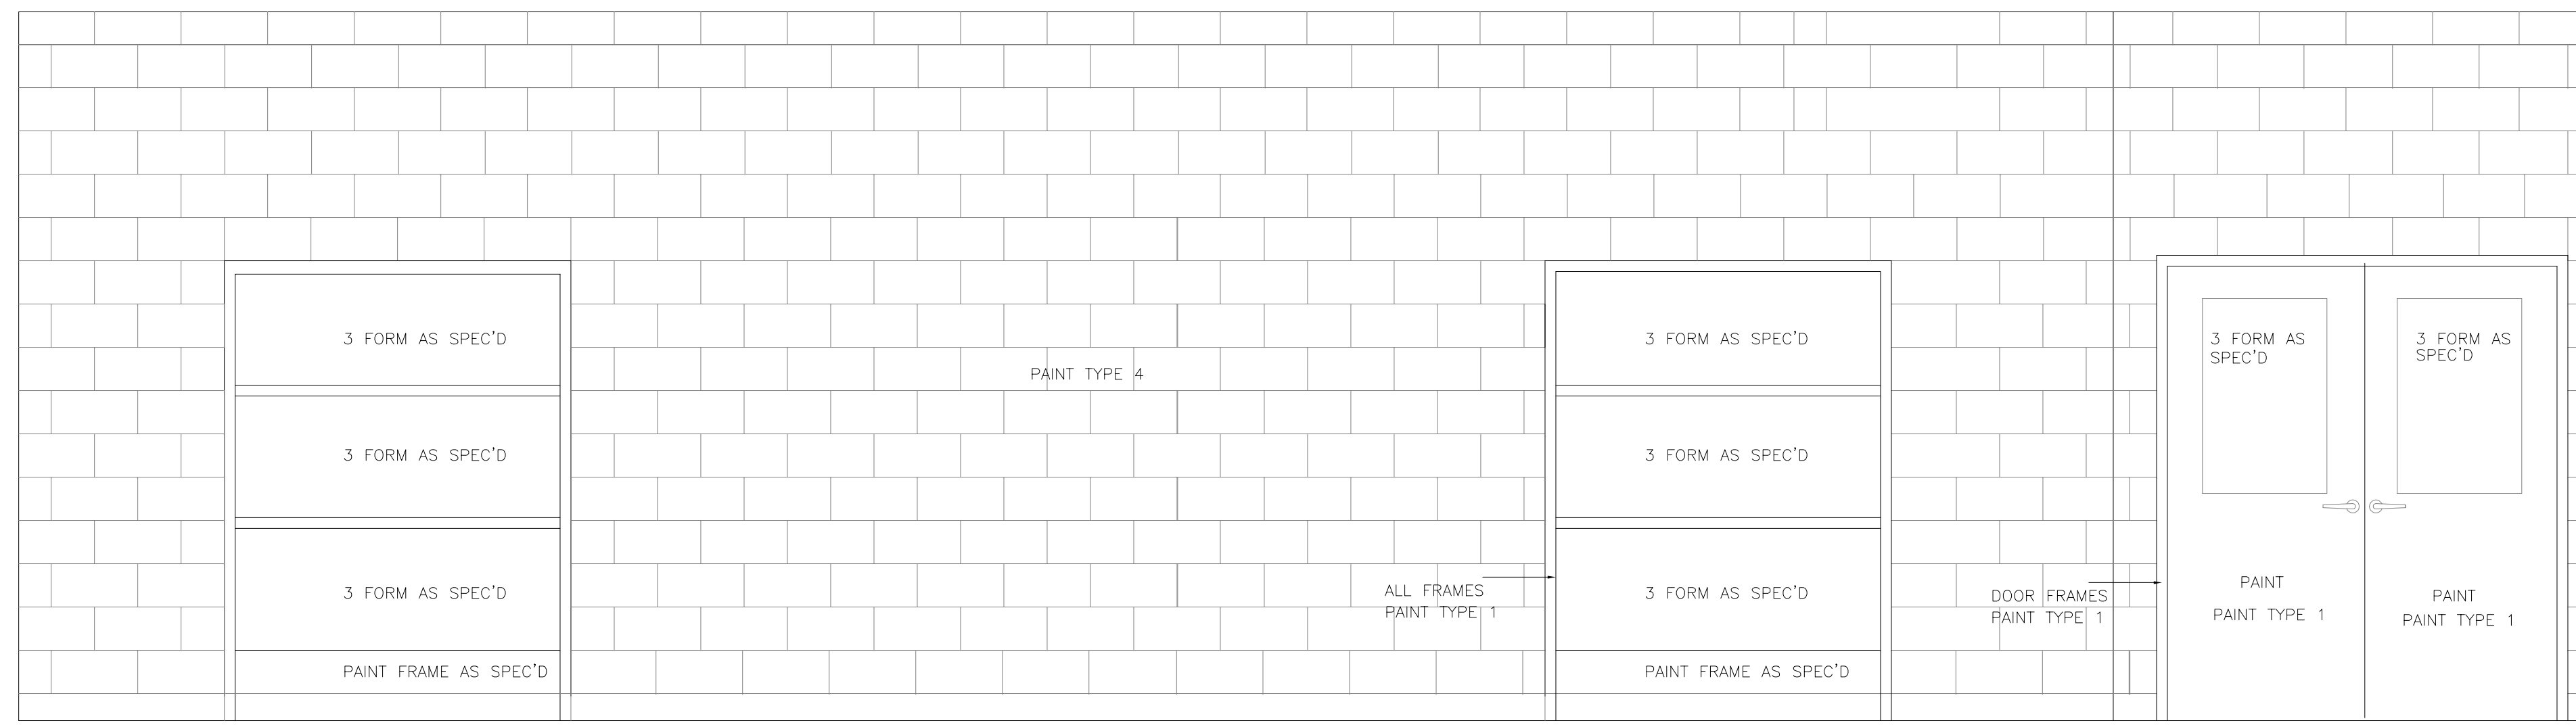 3 FORM AS SPEC'D
3 FORM AS SPEC'D
3 FORM AS SPEC'D
PAINT FRAME AS SPEC'D
PAINT TYPE 4
ALL FRAMES
PAINT TYPE 1
3 FORM AS SPEC'D
3 FORM AS SPEC'D
3 FORM AS SPEC'D
PAINT FRAME AS SPEC'D
DOOR FRAMES
PAINT TYPE 1
3 FORM AS
SPEC'D
PAINT
PAINT TYPE 1
3 FORM AS
SPEC'D
PAINT
PAINT TYPE 1